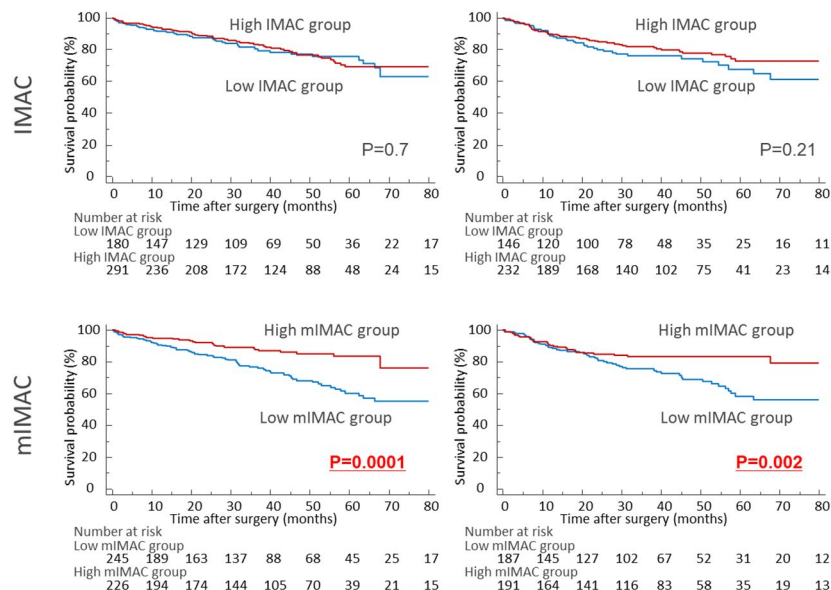 IMAC
Survival probability (%)
100
80
60
40
20
0
High IMAC group
Low IMAC group
P=0.7
0 10 20 30 40 50 60 70 80
Time after surgery (months)
Number at risk
Low IMAC group
180 147 129 109 69 50 36 22 17
High IMAC group
291 236 208 172 124 88 48 24 15
Survival probability (%)
100
80
60
40
20
0
High IMAC group
Low IMAC group
P=0.21
0 10 20 30 40 50 60 70 80
Time after surgery (months)
Number at risk
Low IMAC group
146 120 100 78 48 35 25 16 11
High IMAC group
232 189 168 140 102 75 41 23 14
mIMAC
Survival probability (%)
100
80
60
40
20
0
High mIMAC group
Low mIMAC group
P=0.0001
0 10 20 30 40 50 60 70 80
Time after surgery (months)
Number at risk
Low mIMAC group
245 189 163 137 88 68 45 25 17
High mIMAC group
226 194 174 144 105 70 39 21 15
Survival probability (%)
100
80
60
40
20
0
High mIMAC group
Low mIMAC group
P=0.002
0 10 20 30 40 50 60 70 80
Time after surgery (months)
Number at risk
Low mIMAC group
187 145 127 102 67 52 31 20 12
High mIMAC group
191 164 141 116 83 58 35 19 13